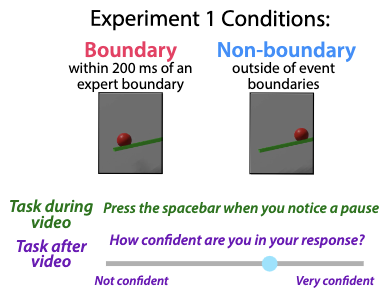 Experiment 1 Conditions:
Boundary
within 200 ms of an
expert boundary
Non-boundary
outside of event
boundaries
Task during
video
Press the spacebar when you notice a pause
Task after
video
How confident are you in your response?
Not confident
Very confident